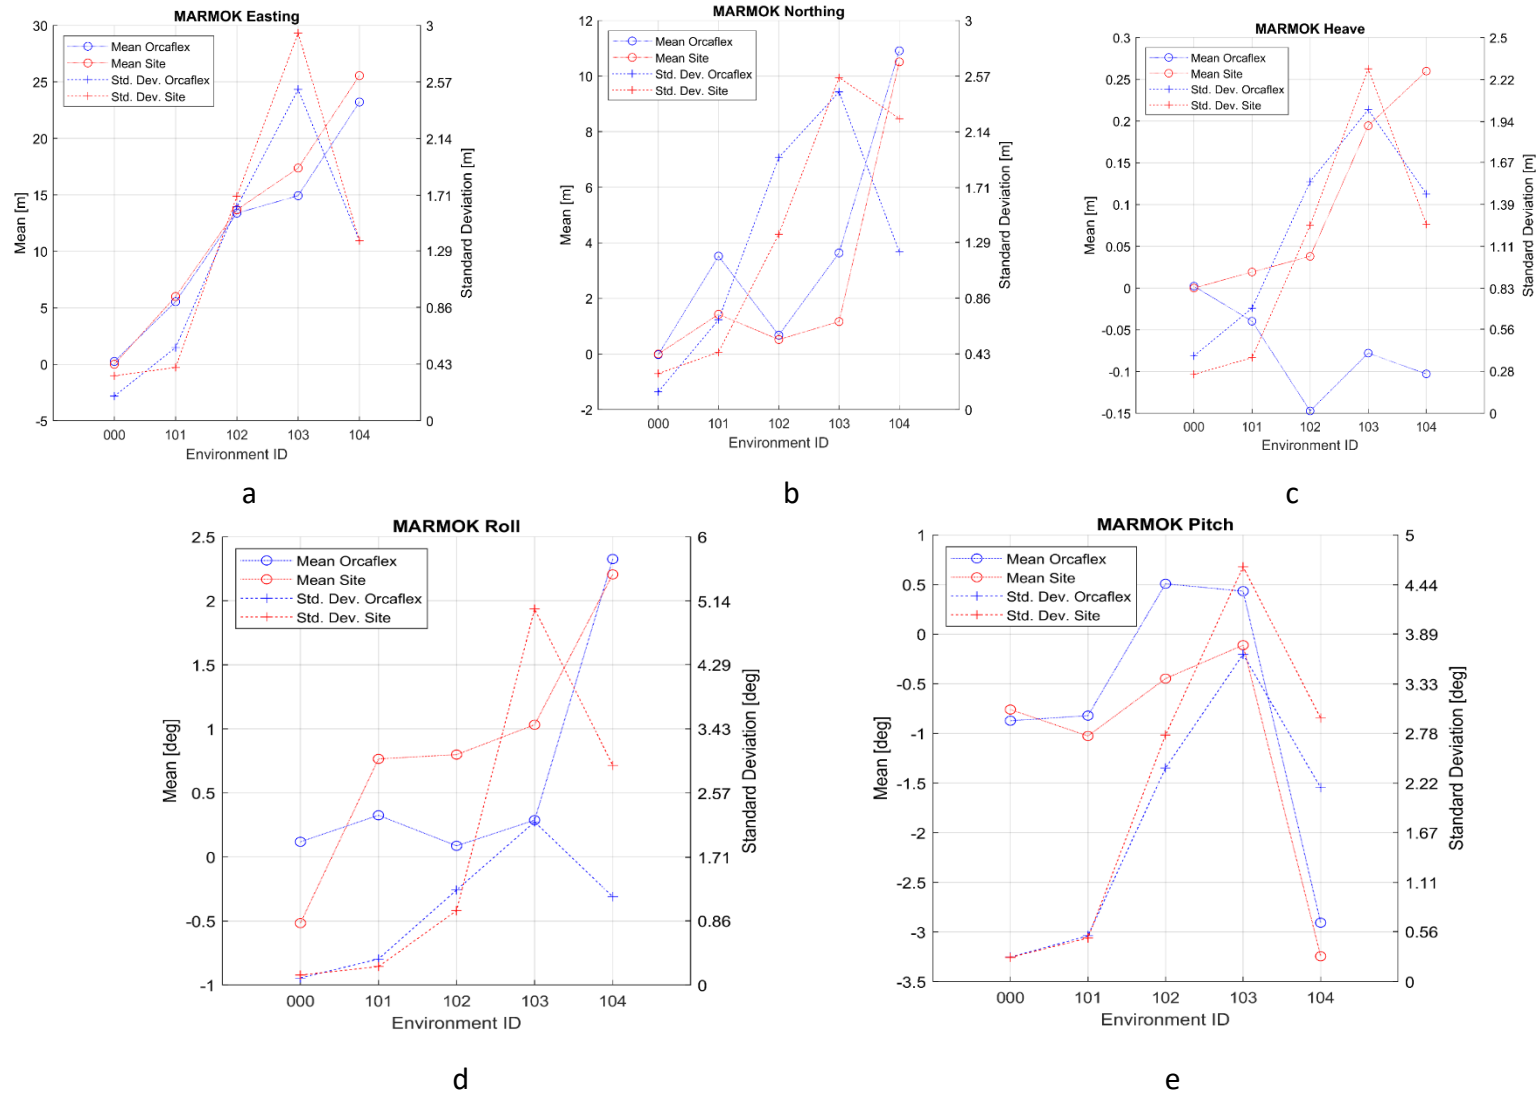 MARMOK Easting
Mean Orcaflex
Mean Site
Std. Dev. Orcaflex
Std. Dev. Site
30
25
20
15
10
5
0
-5
Mean [m]
3
2.57
2.14
1.71
1.29
0.86
0.43
0
Standard Deviation [m]
000 101 102 103 104
Environment ID
a
MARMOK Northing
Mean Orcaflex
Mean Site
Std. Dev. Orcaflex
Std. Dev. Site
12
10
8
6
4
2
0
-2
Mean [m]
3
2.57
2.14
1.71
1.29
0.86
0.43
0
Standard Deviation [m]
000 101 102 103 104
Environment ID
b
MARMOK Heave
Mean Orcaflex
Mean Site
Std. Dev. Orcaflex
Std. Dev. Site
0.3
0.25
0.2
0.15
0.1
0.05
0
-0.05
-0.1
-0.15
Mean [m]
2.5
2.22
1.94
1.67
1.39
1.11
0.83
0.56
0.28
0
Standard Deviation [m]
000 101 102 103 104
Environment ID
c
MARMOK Roll
Mean Orcaflex
Mean Site
Std. Dev. Orcaflex
Std. Dev. Site
2.5
2
1.5
1
0.5
0
-0.5
-1
Mean [deg]
6
5.14
4.29
3.43
2.57
1.71
0.86
0
Standard Deviation [deg]
000 101 102 103 104
Environment ID
d
MARMOK Pitch
Mean Orcaflex
Mean Site
Std. Dev. Orcaflex
Std. Dev. Site
1
0.5
0
-0.5
-1
-1.5
-2
-2.5
-3
-3.5
Mean [deg]
5
4.44
3.89
3.33
2.78
2.22
1.67
1.11
0.56
0
Standard Deviation [deg]
000 101 102 103 104
Environment ID
e